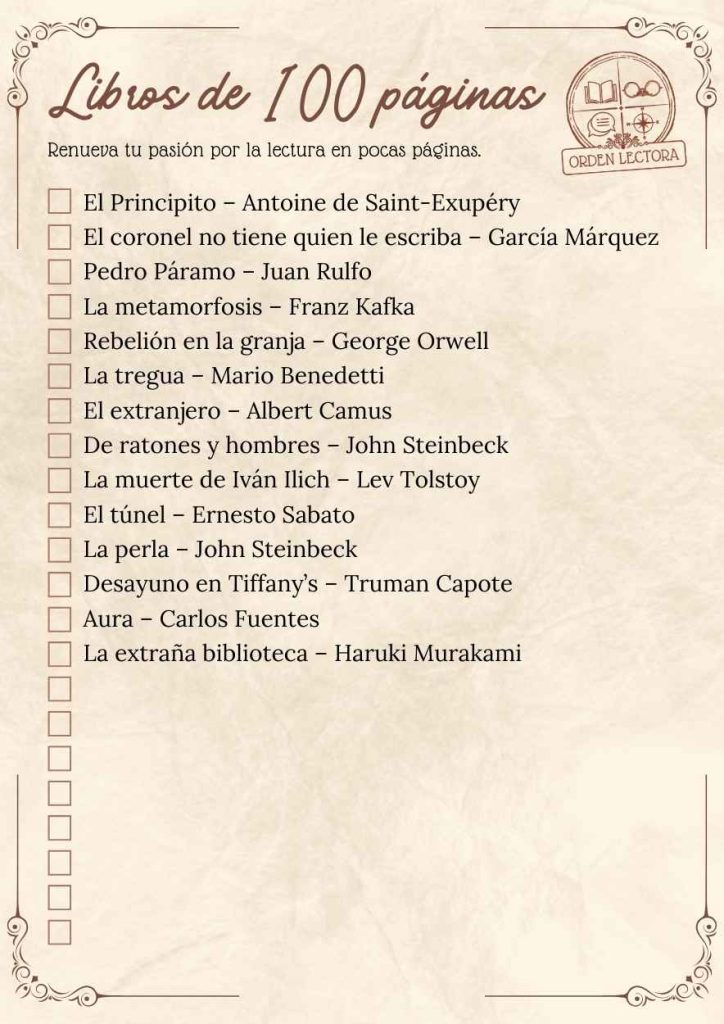 Libros de 100 páginas
Renueva tu pasión por la lectura en pocas páginas.
ORDEN LECTORA
El Principito – Antoine de Saint-Exupéry
El coronel no tiene quien le escriba – García Márquez
Pedro Páramo – Juan Rulfo
La metamorfosis – Franz Kafka
Rebelión en la granja – George Orwell
La tregua – Mario Benedetti
El extranjero – Albert Camus
De ratones y hombres – John Steinbeck
La muerte de Iván Ilich – Lev Tolstoy
El túnel – Ernesto Sabato
La perla – John Steinbeck
Desayuno en Tiffany’s – Truman Capote
Aura – Carlos Fuentes
La extraña biblioteca – Haruki Murakami